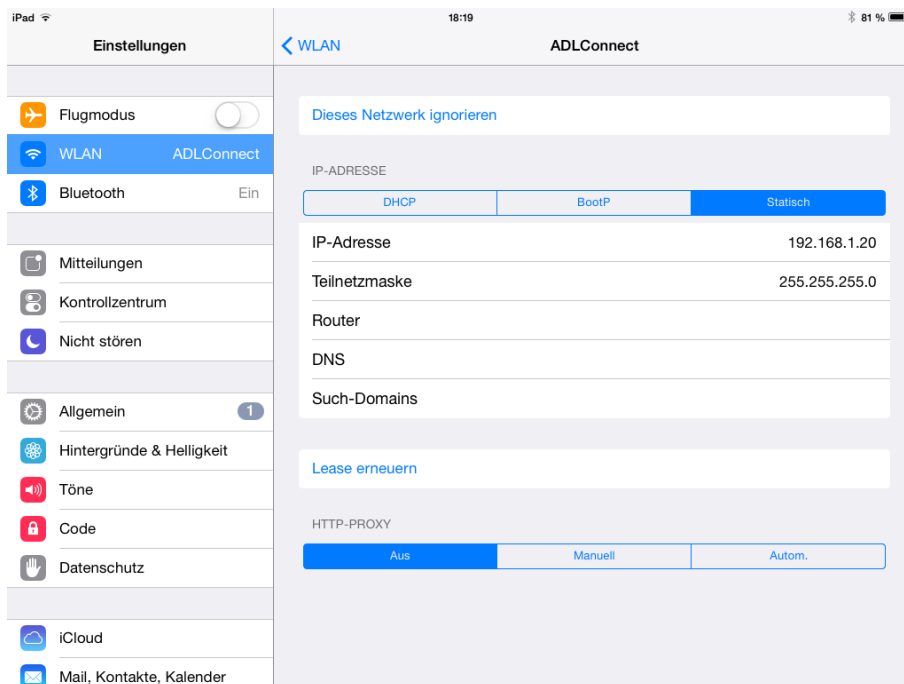 iPad 18:19 81 %
Einstellungen
WLAN ADLConnect
Flugmodus
WLAN ADLConnect
Bluetooth Ein
Mitteilungen
Kontrollzentrum
Nicht stören
Allgemein 1
Hintergründe & Helligkeit
Töne
Code
Datenschutz
iCloud
Mail, Kontakte, Kalender
Dieses Netzwerk ignorieren
IP-ADRESSE
DHCP BootP Statisch
IP-Adresse 192.168.1.20
Teilnetzmaske 255.255.255.0
Router
DNS
Such-Domains
Lease erneuern
HTTP-PROXY
Aus Manuell Autom.